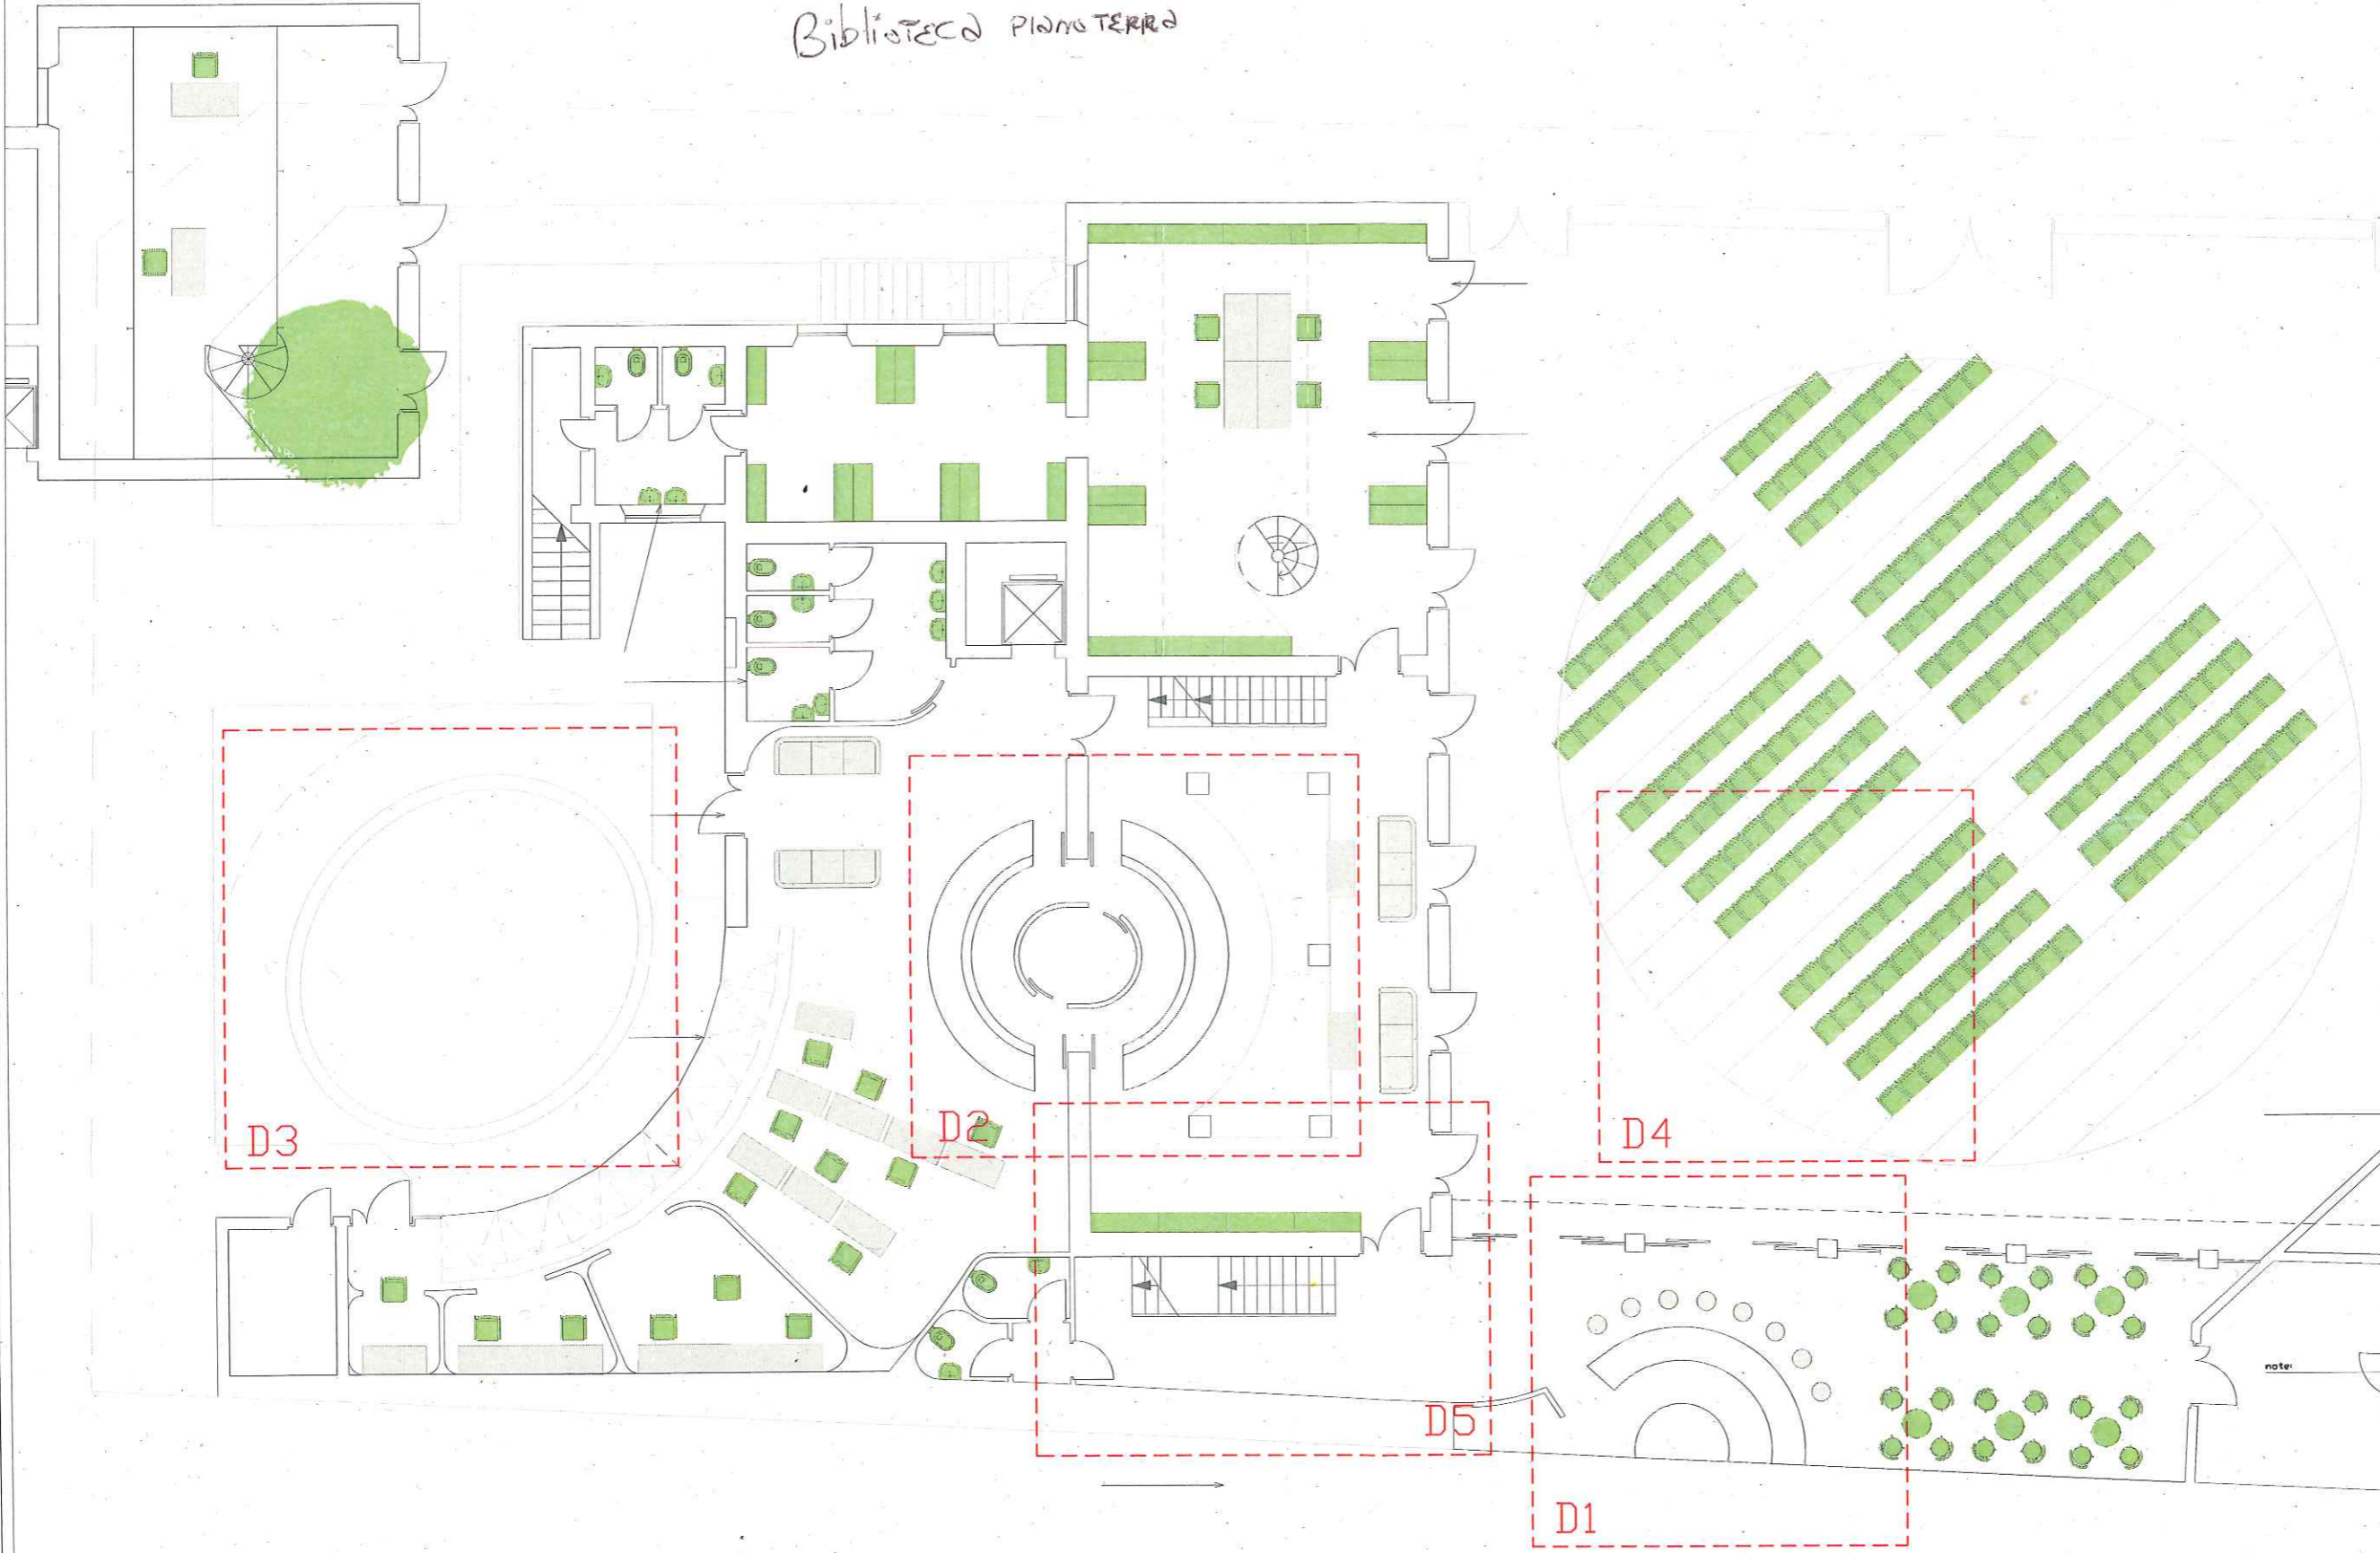 Biblioteca PIANO TERRA
D3
D2
D4
D5
note:
D1